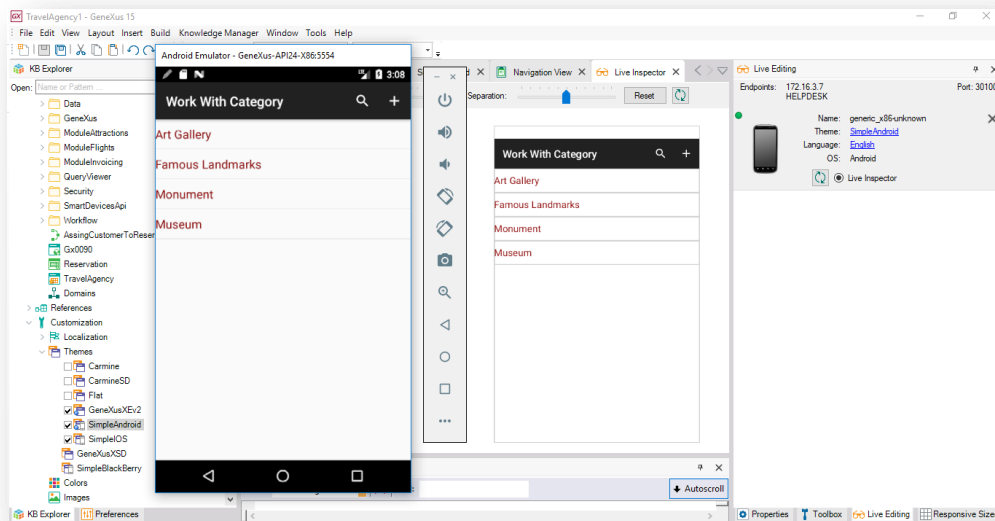 TravelAgency1 - GeneXus 15
File Edit View Layout Insert Build Knowledge Manager Window Tools Help
KB Explorer
Open: Name or Pattern ...
Data
GeneXus
ModuleAttractions
ModuleFlights
ModuleInvoicing
QueryViewer
Security
SmartDevicesApi
Workflow
AssingCustomerToReser
Gx0090
Reservation
TravelAgency
Domains
References
Customization
Localization
Themes
Carmine
CarmineSD
Flat
GeneXusXEv2
SimpleAndroid
SimpleIOS
GeneXusXSD
SimpleBlackBerry
Colors
Images
KB Explorer Preferences
Android Emulator - GeneXus-API24-X86:5554
3:08
Work With Category
Art Gallery
Famous Landmarks
Monument
Museum
Navigation View Live Inspector
Separation: Reset
Work With Category
Art Gallery
Famous Landmarks
Monument
Museum
Autoscroll
Live Editing
Endpoints: 172.16.3.7 Port: 3010
HELPDESK
Name: generic_x86-unknown
Theme: SimpleAndroid
Language: English
OS: Android
Live Inspector
Properties Toolbox Live Editing Responsive Size